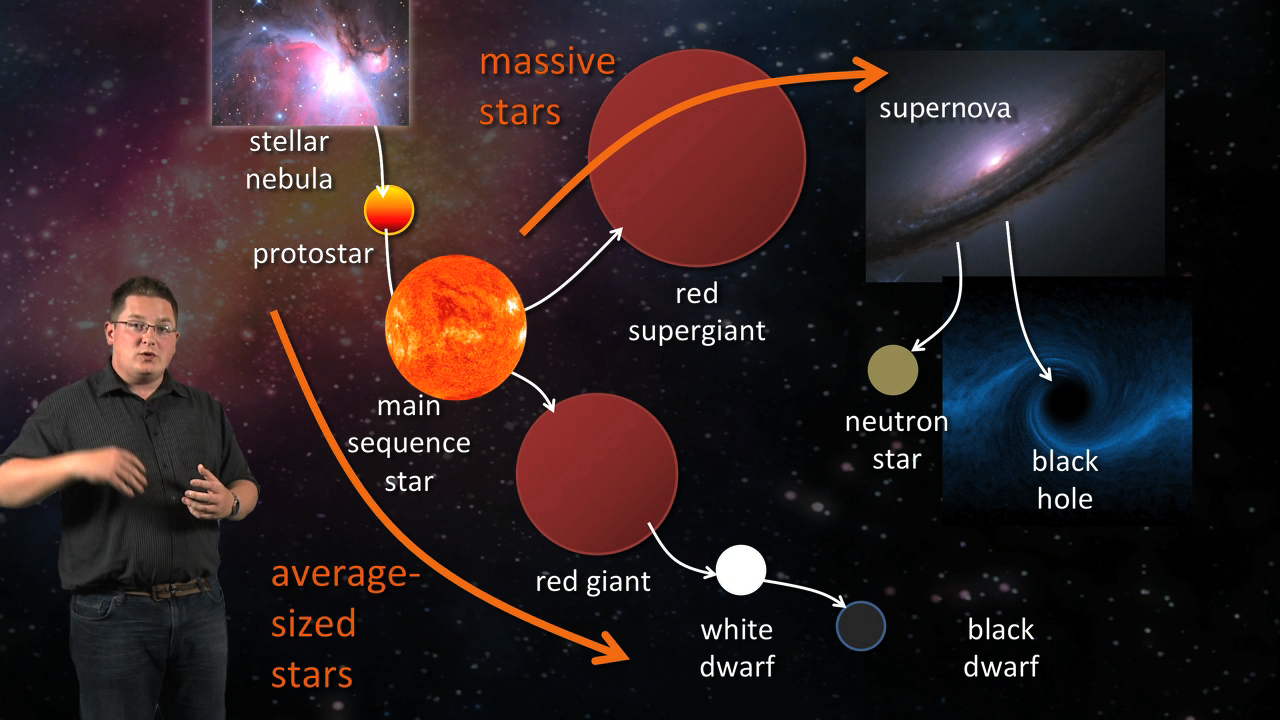 massive
stars
supernova
stellar
nebula
protostar
red
supergiant
main
sequence
star
neutron
star
black
hole
average-
sized
stars
red giant
white
dwarf
black
dwarf